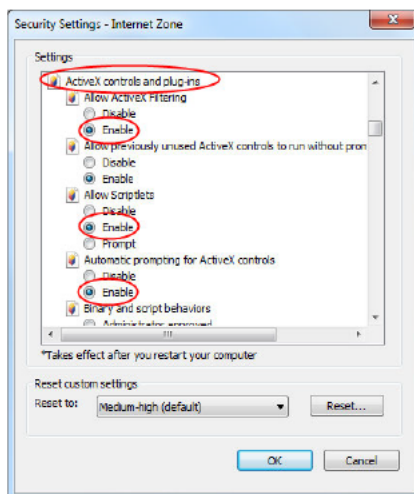 Security Settings - Internet Zone
Settings
ActiveX controls and plug-ins
Allow ActiveX Filtering
Disable
Enable
Allow previously unused ActiveX controls to run without pron
Disable
Enable
Allow Scriptlets
Disable
Enable
Prompt
Automatic prompting for ActiveX controls
Disable
Enable
Binary and script behaviors
Administrator approved
*Takes effect after you restart your computer
Reset custom settings
Reset to:
Medium-high (default)
Reset...
OK
Cancel